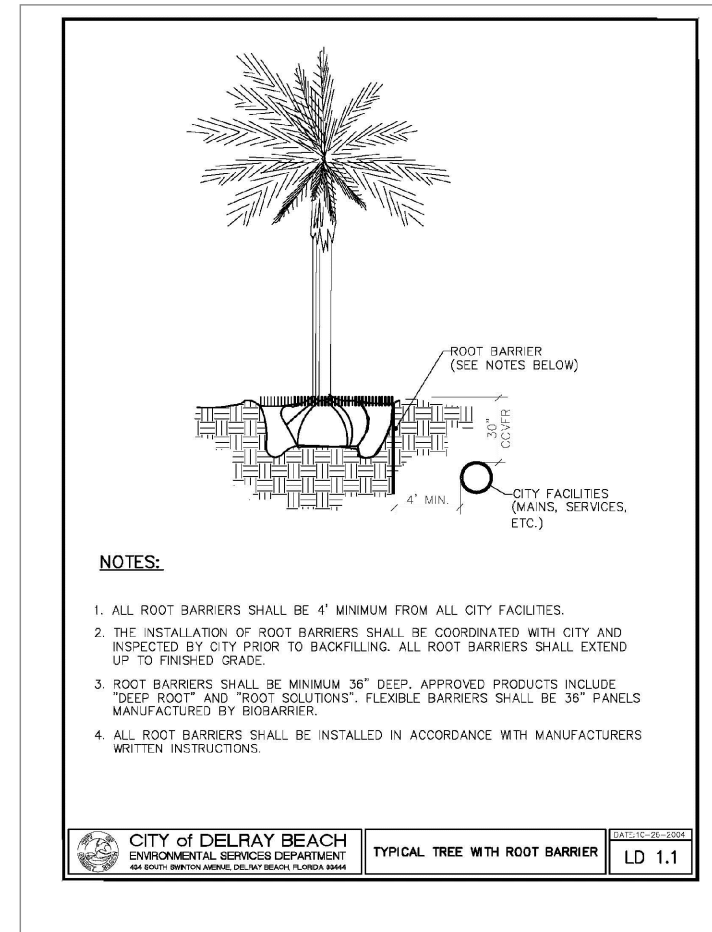 ROOT BARRIER
(SEE NOTES BELOW)
30"
COVER
4' MIN.
CITY FACILITIES
(MAINS, SERVICES,
ETC.)
NOTES:
1. ALL ROOT BARRIERS SHALL BE 4' MINIMUM FROM ALL CITY FACILITIES.
2. THE INSTALLATION OF ROOT BARRIERS SHALL BE COORDINATED WITH CITY AND
INSPECTED BY CITY PRIOR TO BACKFILLING. ALL ROOT BARRIERS SHALL EXTEND
UP TO FINISHED GRADE.
3. ROOT BARRIERS SHALL BE MINIMUM 36" DEEP. APPROVED PRODUCTS INCLUDE
"DEEP ROOT" AND "ROOT SOLUTIONS". FLEXIBLE BARRIERS SHALL BE 36" PANELS
MANUFACTURED BY BIOBARRIER.
4. ALL ROOT BARRIERS SHALL BE INSTALLED IN ACCORDANCE WITH MANUFACTURERS
WRITTEN INSTRUCTIONS.
CITY of DELRAY BEACH
ENVIRONMENTAL SERVICES DEPARTMENT
434 SOUTH SWINTON AVENUE, DELRAY BEACH, FLORIDA 33444
TYPICAL TREE WITH ROOT BARRIER
DATE:10-26-2004
LD 1.1